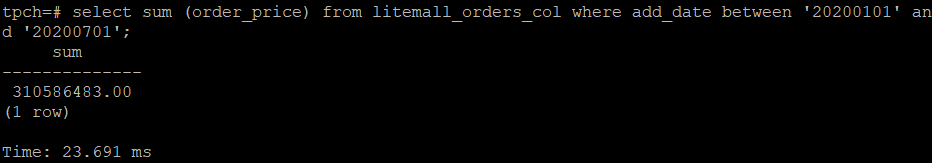 tpch=# select sum (order_price) from litemall_orders_col where add_date between '20200101' an
d '20200701';
     sum
--------------
 310586483.00
(1 row)

Time: 23.691 ms